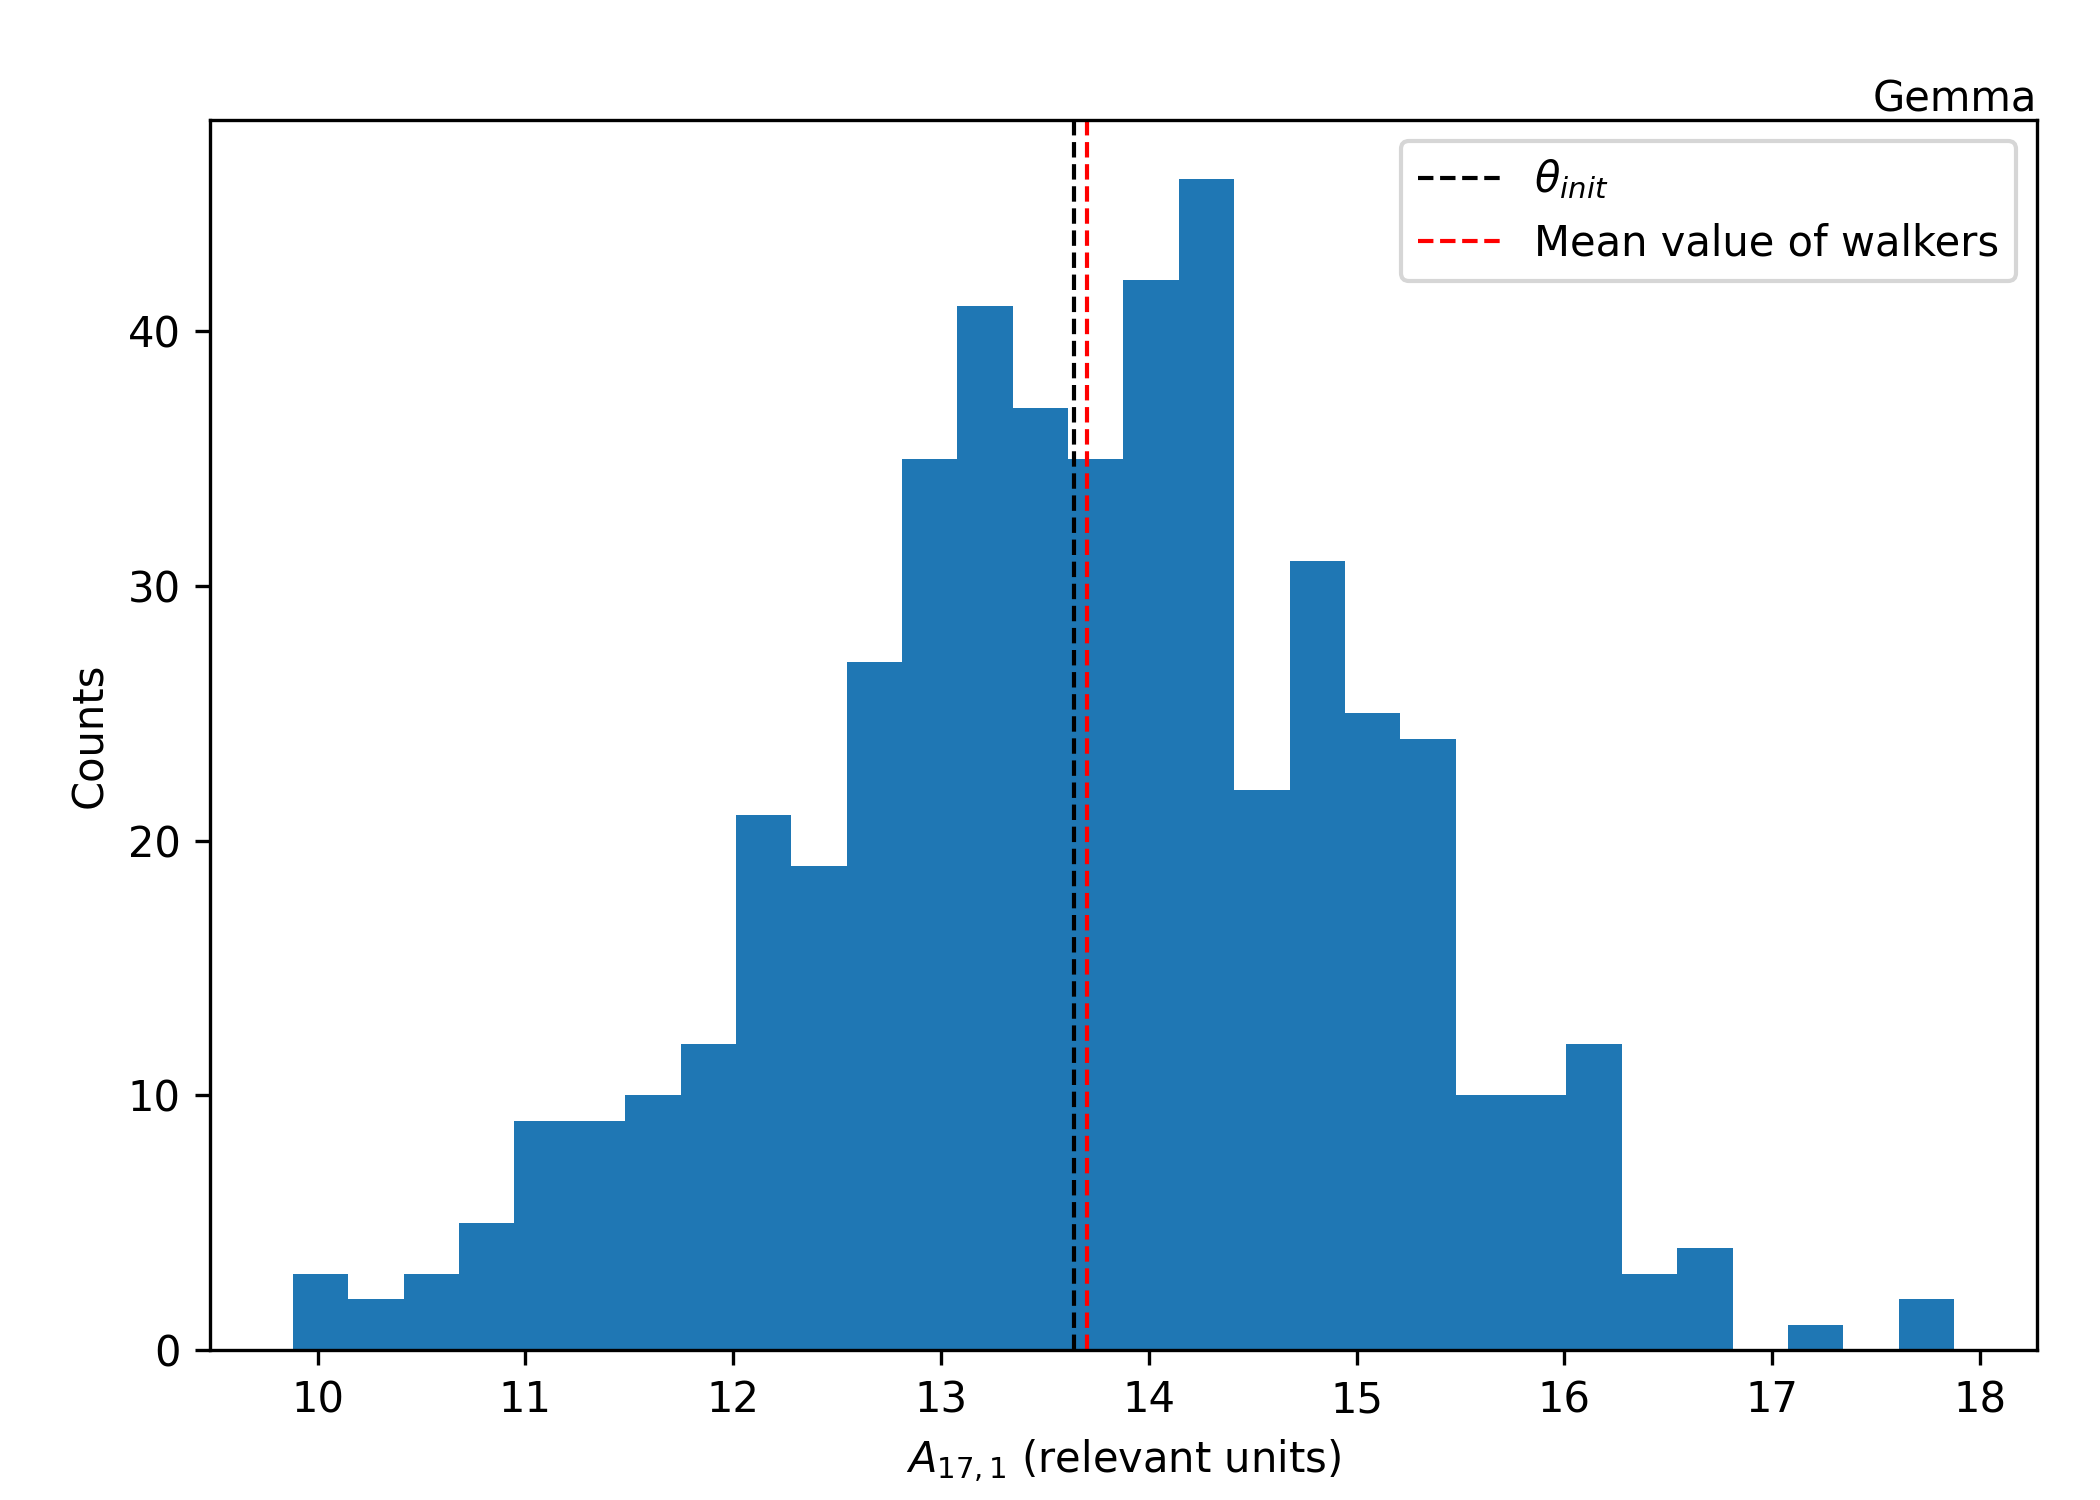 Gemma
θinit
Mean value of walkers
40
30
20
10
0
Counts
10 11 12 13 14 15 16 17 18
A17, 1 (relevant units)